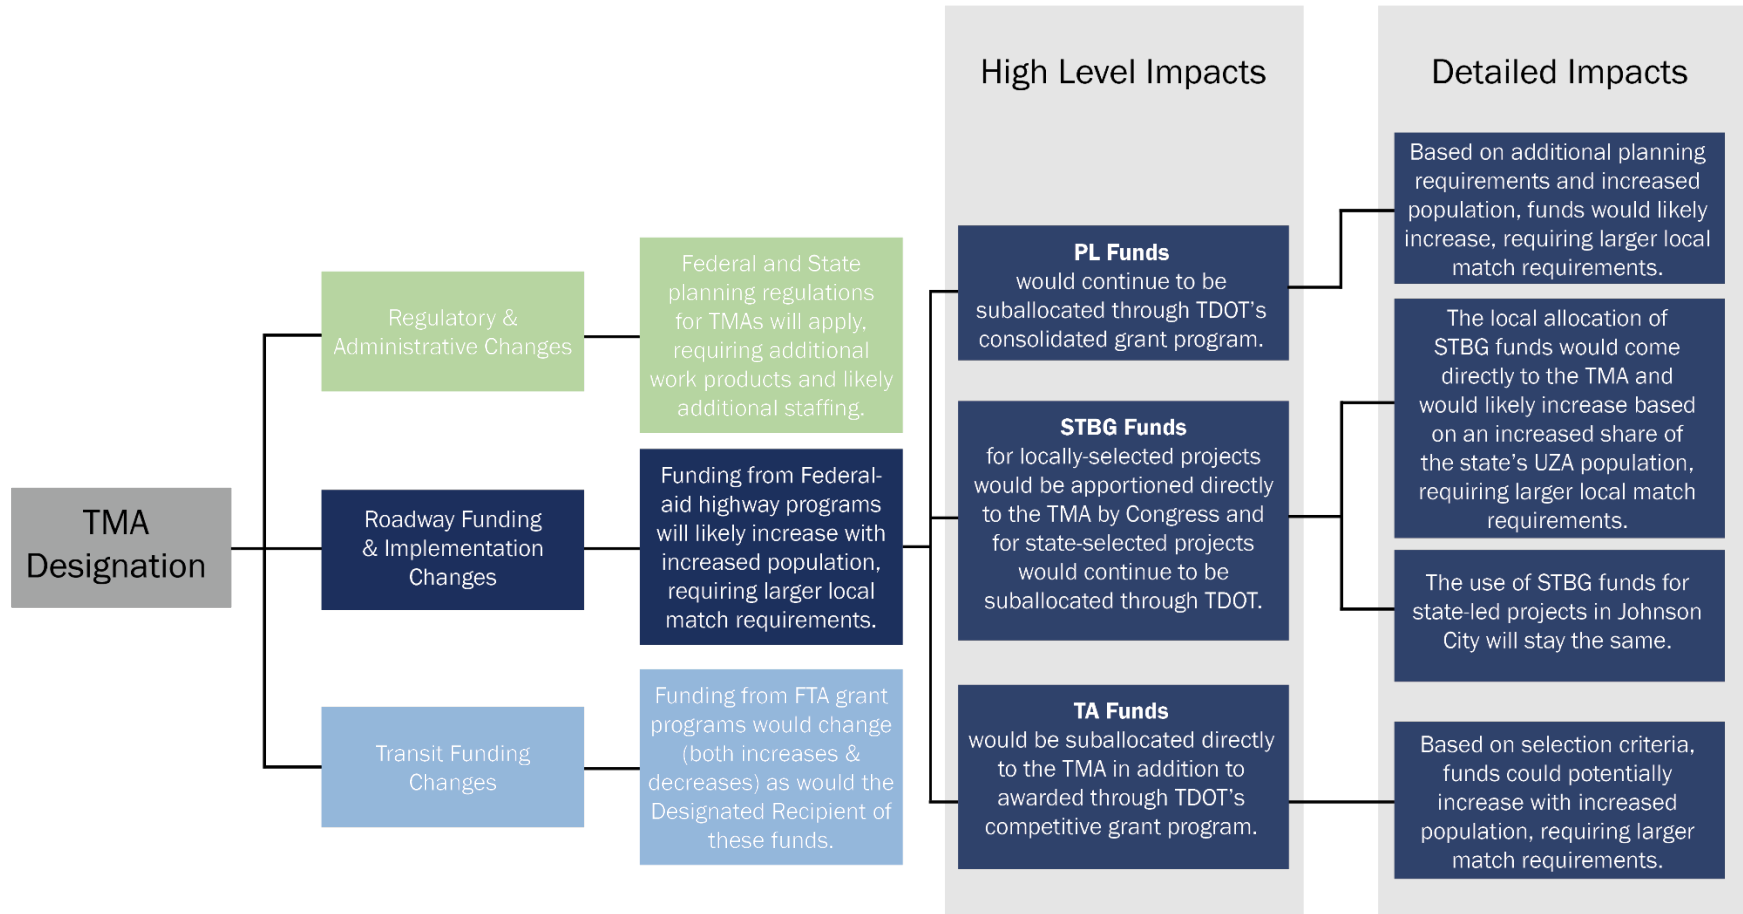 High Level Impacts
Detailed Impacts
TMA
Designation
Regulatory &
Administrative Changes
Federal and State
planning regulations
for TMAs will apply,
requiring additional
work products and likely
additional staffing.
Roadway Funding
& Implementation
Changes
Funding from Federal-
aid highway programs
will likely increase with
increased population,
requiring larger local
match requirements.
Transit Funding
Changes
Funding from FTA grant
programs would change
(both increases &
decreases) as would the
Designated Recipient of
these funds.
PL Funds
would continue to be
suballocated through TDOT's
consolidated grant program.
STBG Funds
for locally-selected projects
would be apportioned directly
to the TMA by Congress and
for state-selected projects
would continue to be
suballocated through TDOT.
TA Funds
would be suballocated directly
to the TMA in addition to
awarded through TDOT's
competitive grant program.
Based on additional planning
requirements and increased
population, funds would likely
increase, requiring larger local
match requirements.
The local allocation of
STBG funds would come
directly to the TMA and
would likely increase based
on an increased share of
the state's UZA population,
requiring larger local match
requirements.
The use of STBG funds for
state-led projects in Johnson
City will stay the same.
Based on selection criteria,
funds could potentially
increase with increased
population, requiring larger
match requirements.